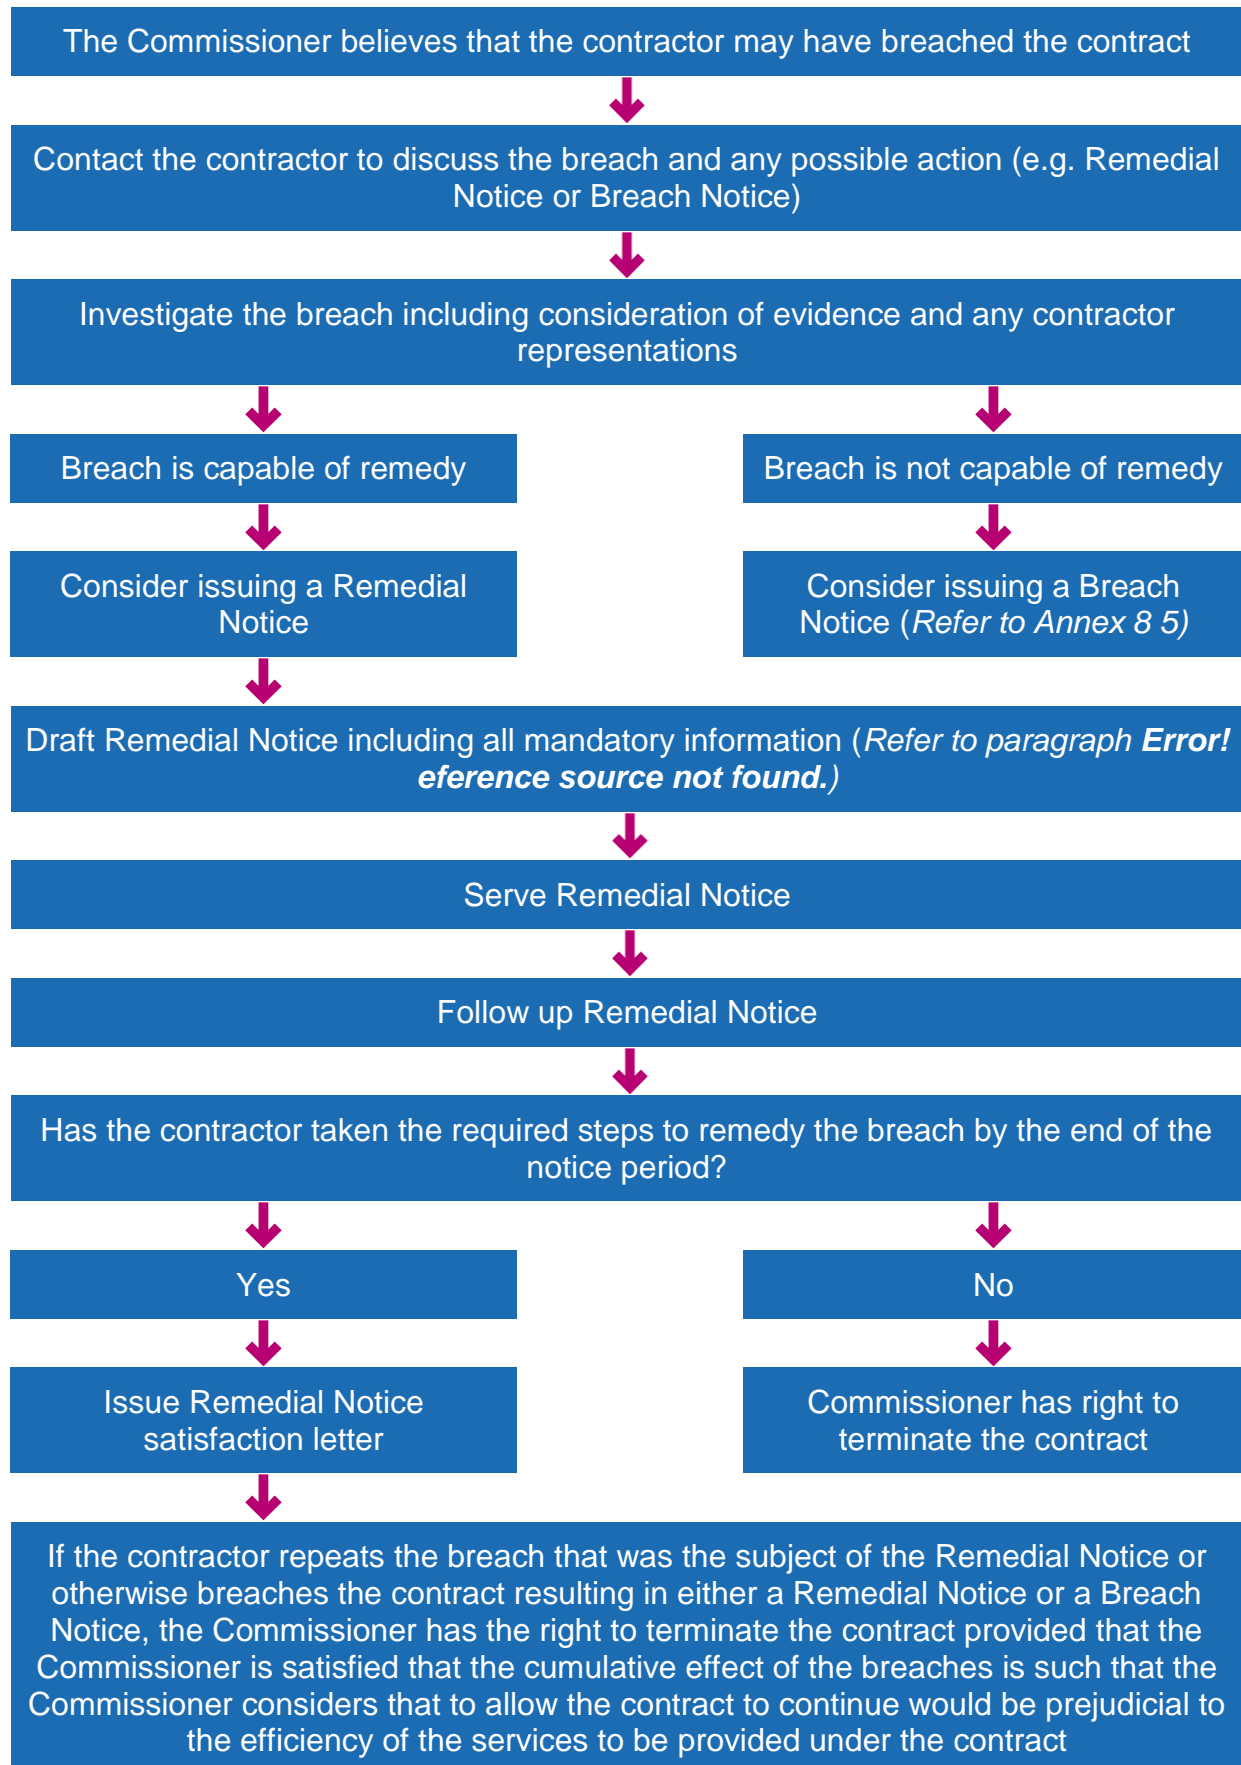 The Commissioner believes that the contractor may have breached the contract
Contact the contractor to discuss the breach and any possible action (e.g. Remedial
Notice or Breach Notice)
Investigate the breach including consideration of evidence and any contractor
representations
Breach is capable of remedy
Breach is not capable of remedy
Consider issuing a Remedial
Notice
Consider issuing a Breach
Notice (Refer to Annex 8 5)
Draft Remedial Notice including all mandatory information (Refer to paragraph Error!
eference source not found.)
Serve Remedial Notice
Follow up Remedial Notice
Has the contractor taken the required steps to remedy the breach by the end of the
notice period?
Yes
No
Issue Remedial Notice
satisfaction letter
Commissioner has right to
terminate the contract
If the contractor repeats the breach that was the subject of the Remedial Notice or
otherwise breaches the contract resulting in either a Remedial Notice or a Breach
Notice, the Commissioner has the right to terminate the contract provided that the
Commissioner is satisfied that the cumulative effect of the breaches is such that the
Commissioner considers that to allow the contract to continue would be prejudicial to
the efficiency of the services to be provided under the contract